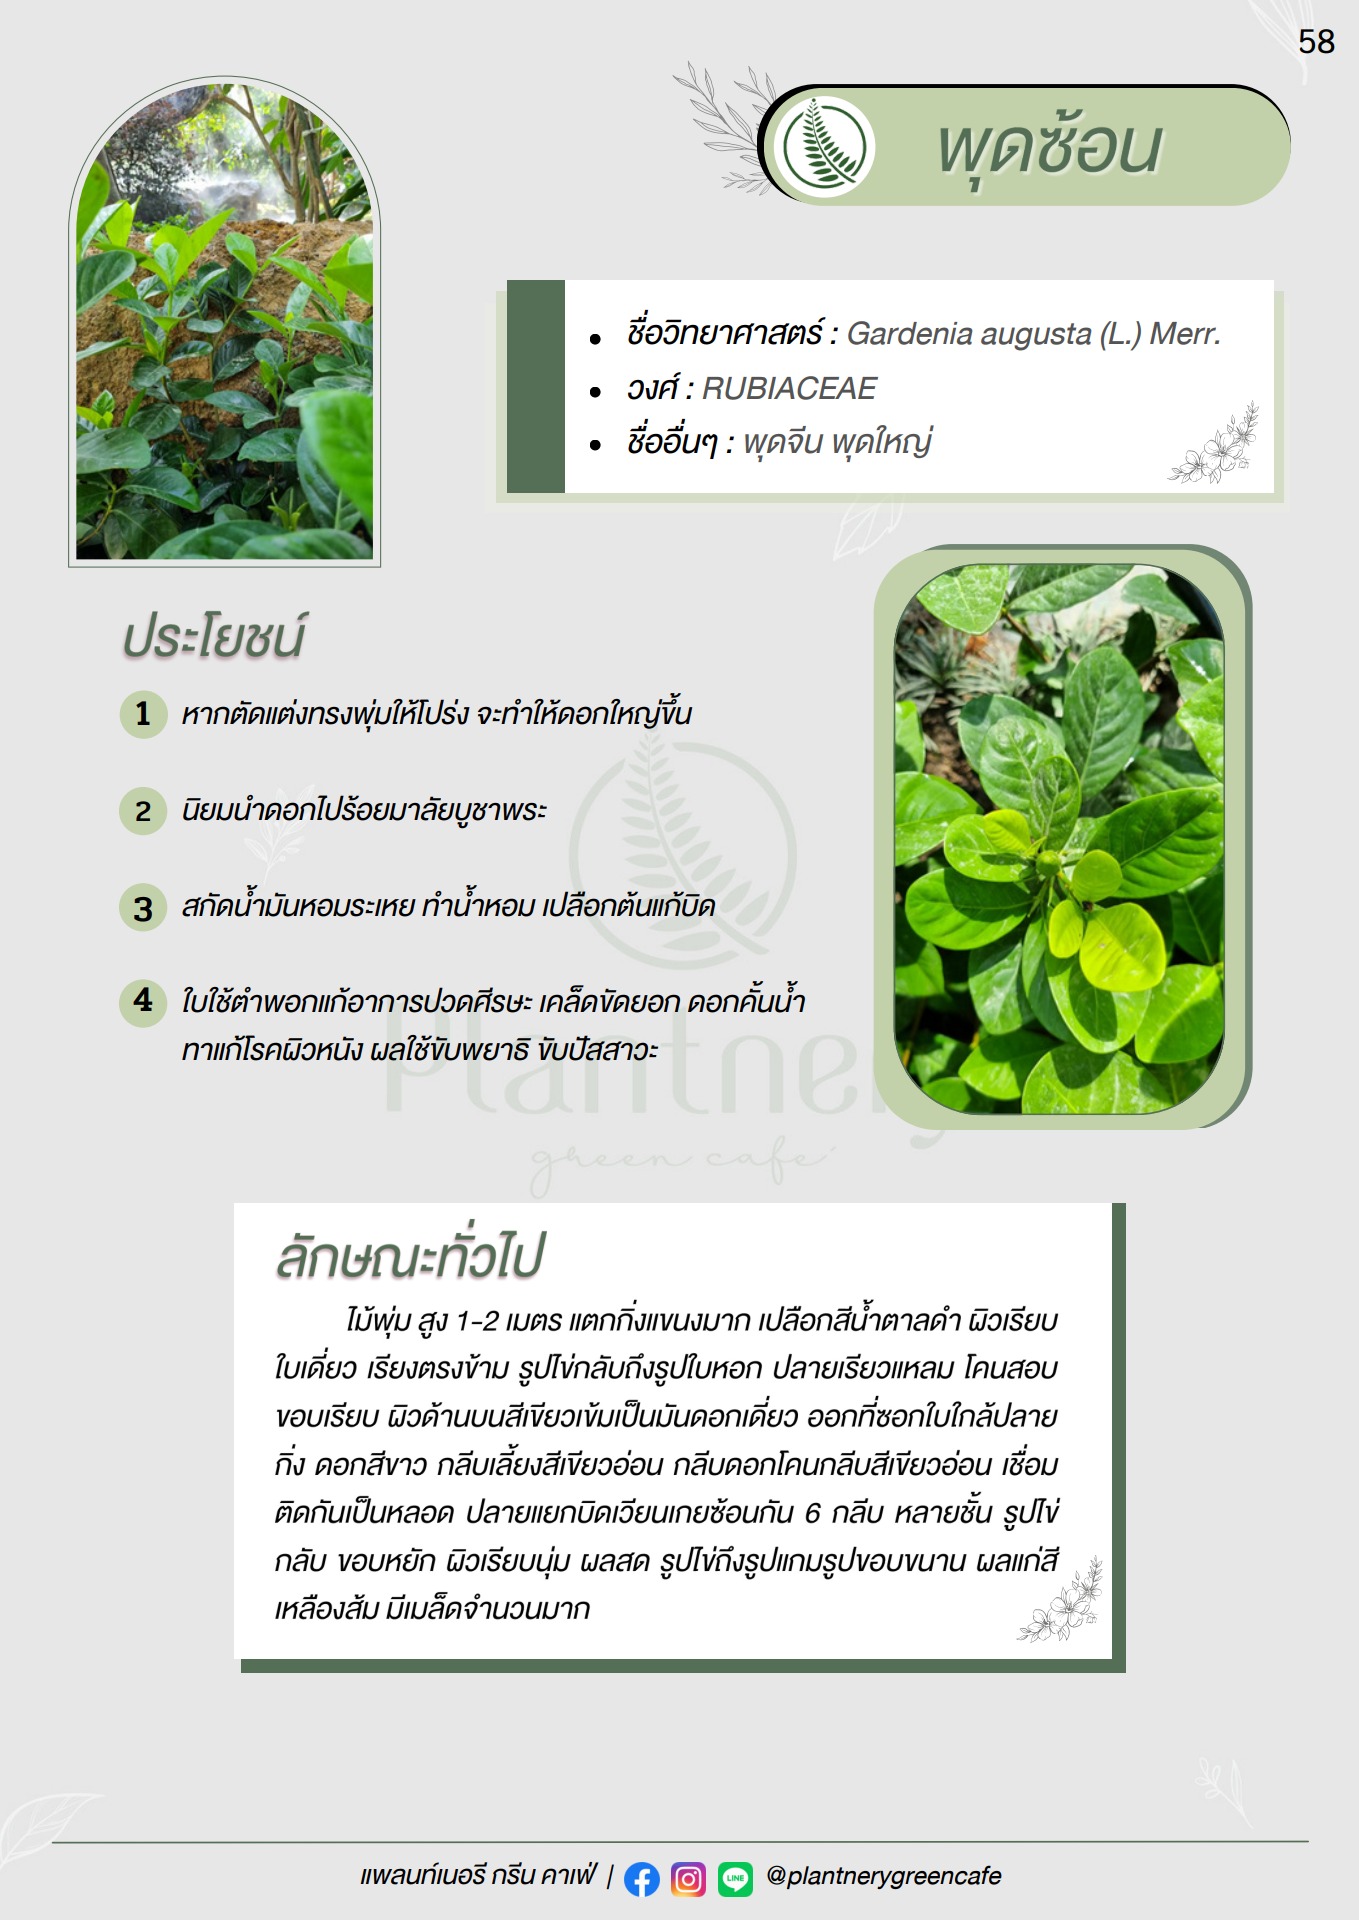 58
พุดซ้อน
ชื่อวิทยาศาสตร์ : Gardenia augusta (L.) Merr.
วงศ์ : RUBIACEAE
ชื่ออื่นๆ : พุดจีน พุดใหญ่
ประโยชน์
1 หากตัดแต่งทรงพุ่มให้โปร่ง จะทำให้ดอกใหญ่ขึ้น
2 นิยมนำดอกไปร้อยมาลัยบูชาพระ
3 สกัดน้ำมันหอมระเหย ทำน้ำหอม เปลือกต้นแก้บิด
4 ใบใช้ตำพอกแก้อาการปวดศีรษะ เคล็ดขัดยอก ดอกคั้นน้ำ
ทาแก้โรคผิวหนัง ผลใช้ขับพยาธิ ขับปัสสาวะ
Plantnery
green cafe
ลักษณะทั่วไป
ไม้พุ่ม สูง 1-2 เมตร แตกกิ่งแขนงมาก เปลือกสีน้ำตาลดำ ผิวเรียบ
ใบเดี่ยว เรียงตรงข้าม รูปไข่กลับถึงรูปใบหอก ปลายเรียวแหลม โคนสอบ
ขอบเรียบ ผิวด้านบนสีเขียวเข้มเป็นมันดอกเดี่ยว ออกที่ซอกใบใกล้ปลาย
กิ่ง ดอกสีขาว กลีบเลี้ยงสีเขียวอ่อน กลีบดอกโคนกลีบสีเขียวอ่อน เชื่อม
ติดกันเป็นหลอด ปลายแยกบิดเวียนเกยซ้อนกัน 6 กลีบ หลายชั้น รูปไข่
กลับ ขอบหยัก ผิวเรียบนุ่ม ผลสด รูปไข่ถึงรูปแกมรูปขอบขนาน ผลแก่สี
เหลืองส้ม มีเมล็ดจำนวนมาก
แพลนท์เนอรี กรีน คาเฟ่ | LINE @plantnerygreencafe